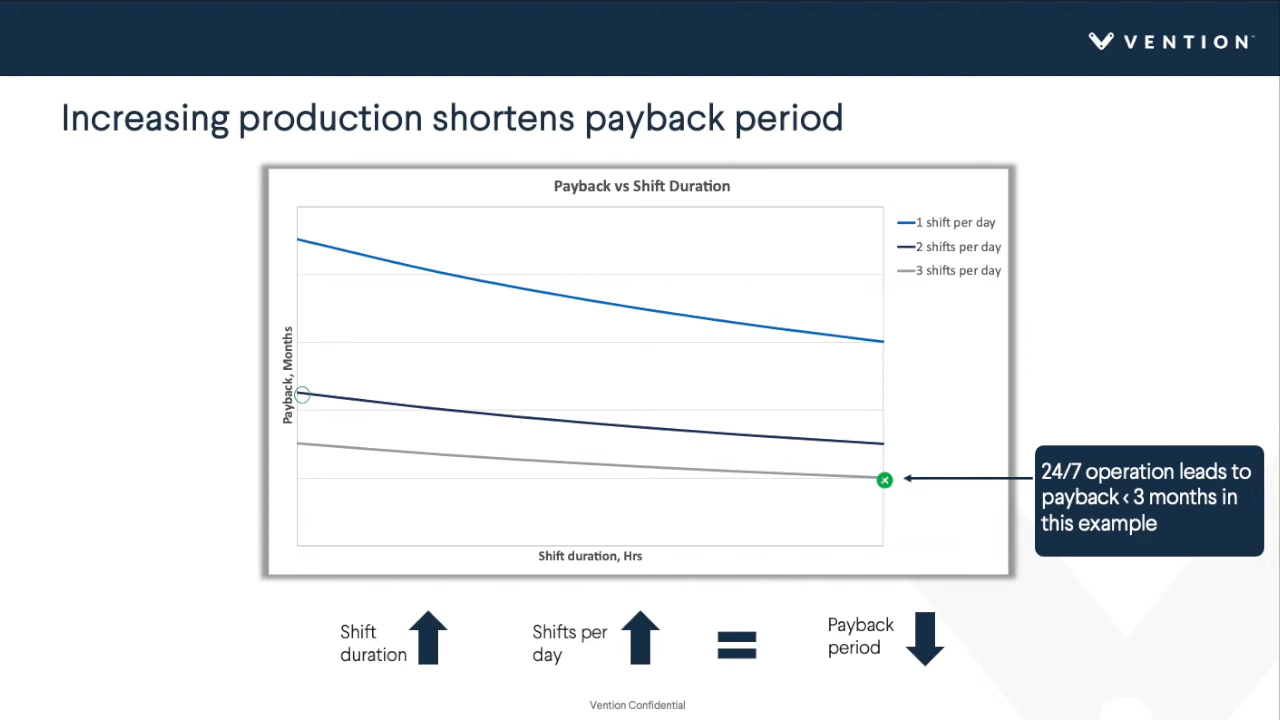 VENTION
Increasing production shortens payback period
Payback vs Shift Duration
1 shift per day
2 shifts per day
3 shifts per day
Payback, Months
Shift duration, Hrs
24/7 operation leads to
payback < 3 months in
this example
Shift
duration
Shifts per
day
Payback
period
Vention Confidential